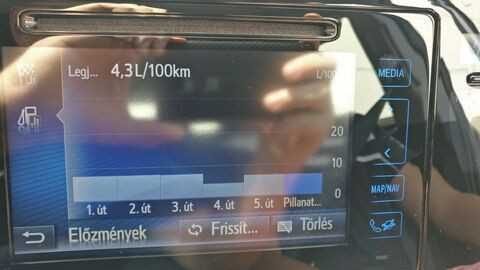 Legj... 4,3 L/100km
L/100
MEDIA
20
10
0
1. út 2. út 3. út 4. út 5. út Pillanat...
MAP/NAV
Előzmények Frissít... Törlés